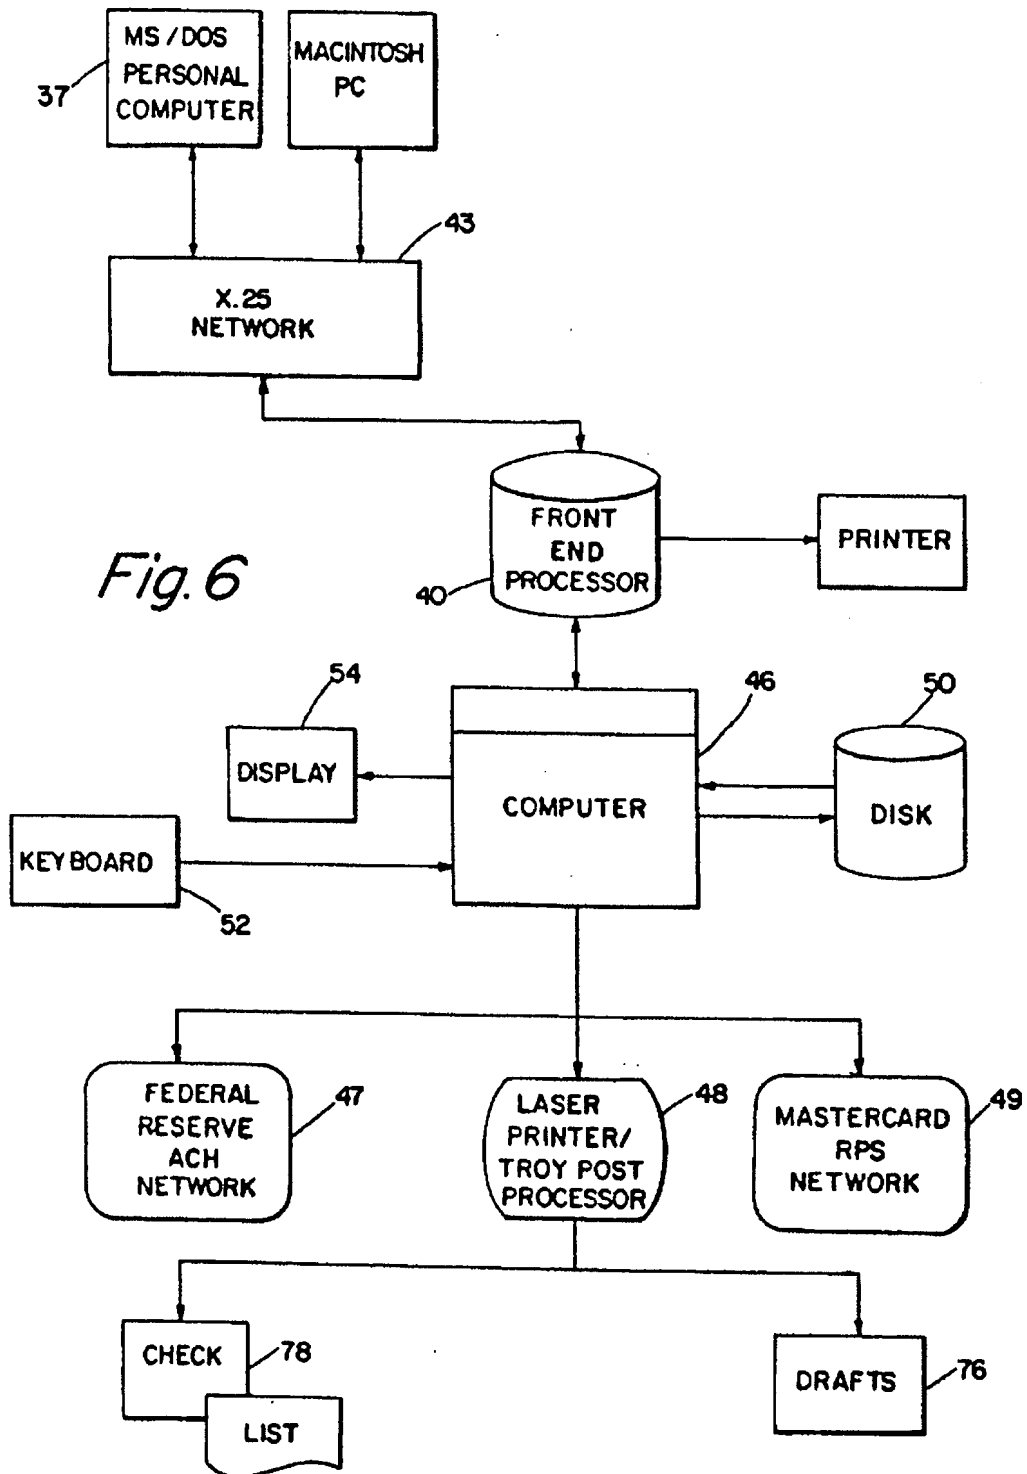 MS/DOS
PERSONAL
COMPUTER
37
MACINTOSH
PC
43
X.25
NETWORK
FRONT
END
PROCESSOR
40
PRINTER
Fig. 6
54
DISPLAY
46
COMPUTER
50
DISK
KEYBOARD
52
FEDERAL
RESERVE
ACH
NETWORK
47
LASER
PRINTER/
TROY POST
PROCESSOR
48
MASTERCARD
RPS
NETWORK
49
CHECK
78
LIST
DRAFTS
76